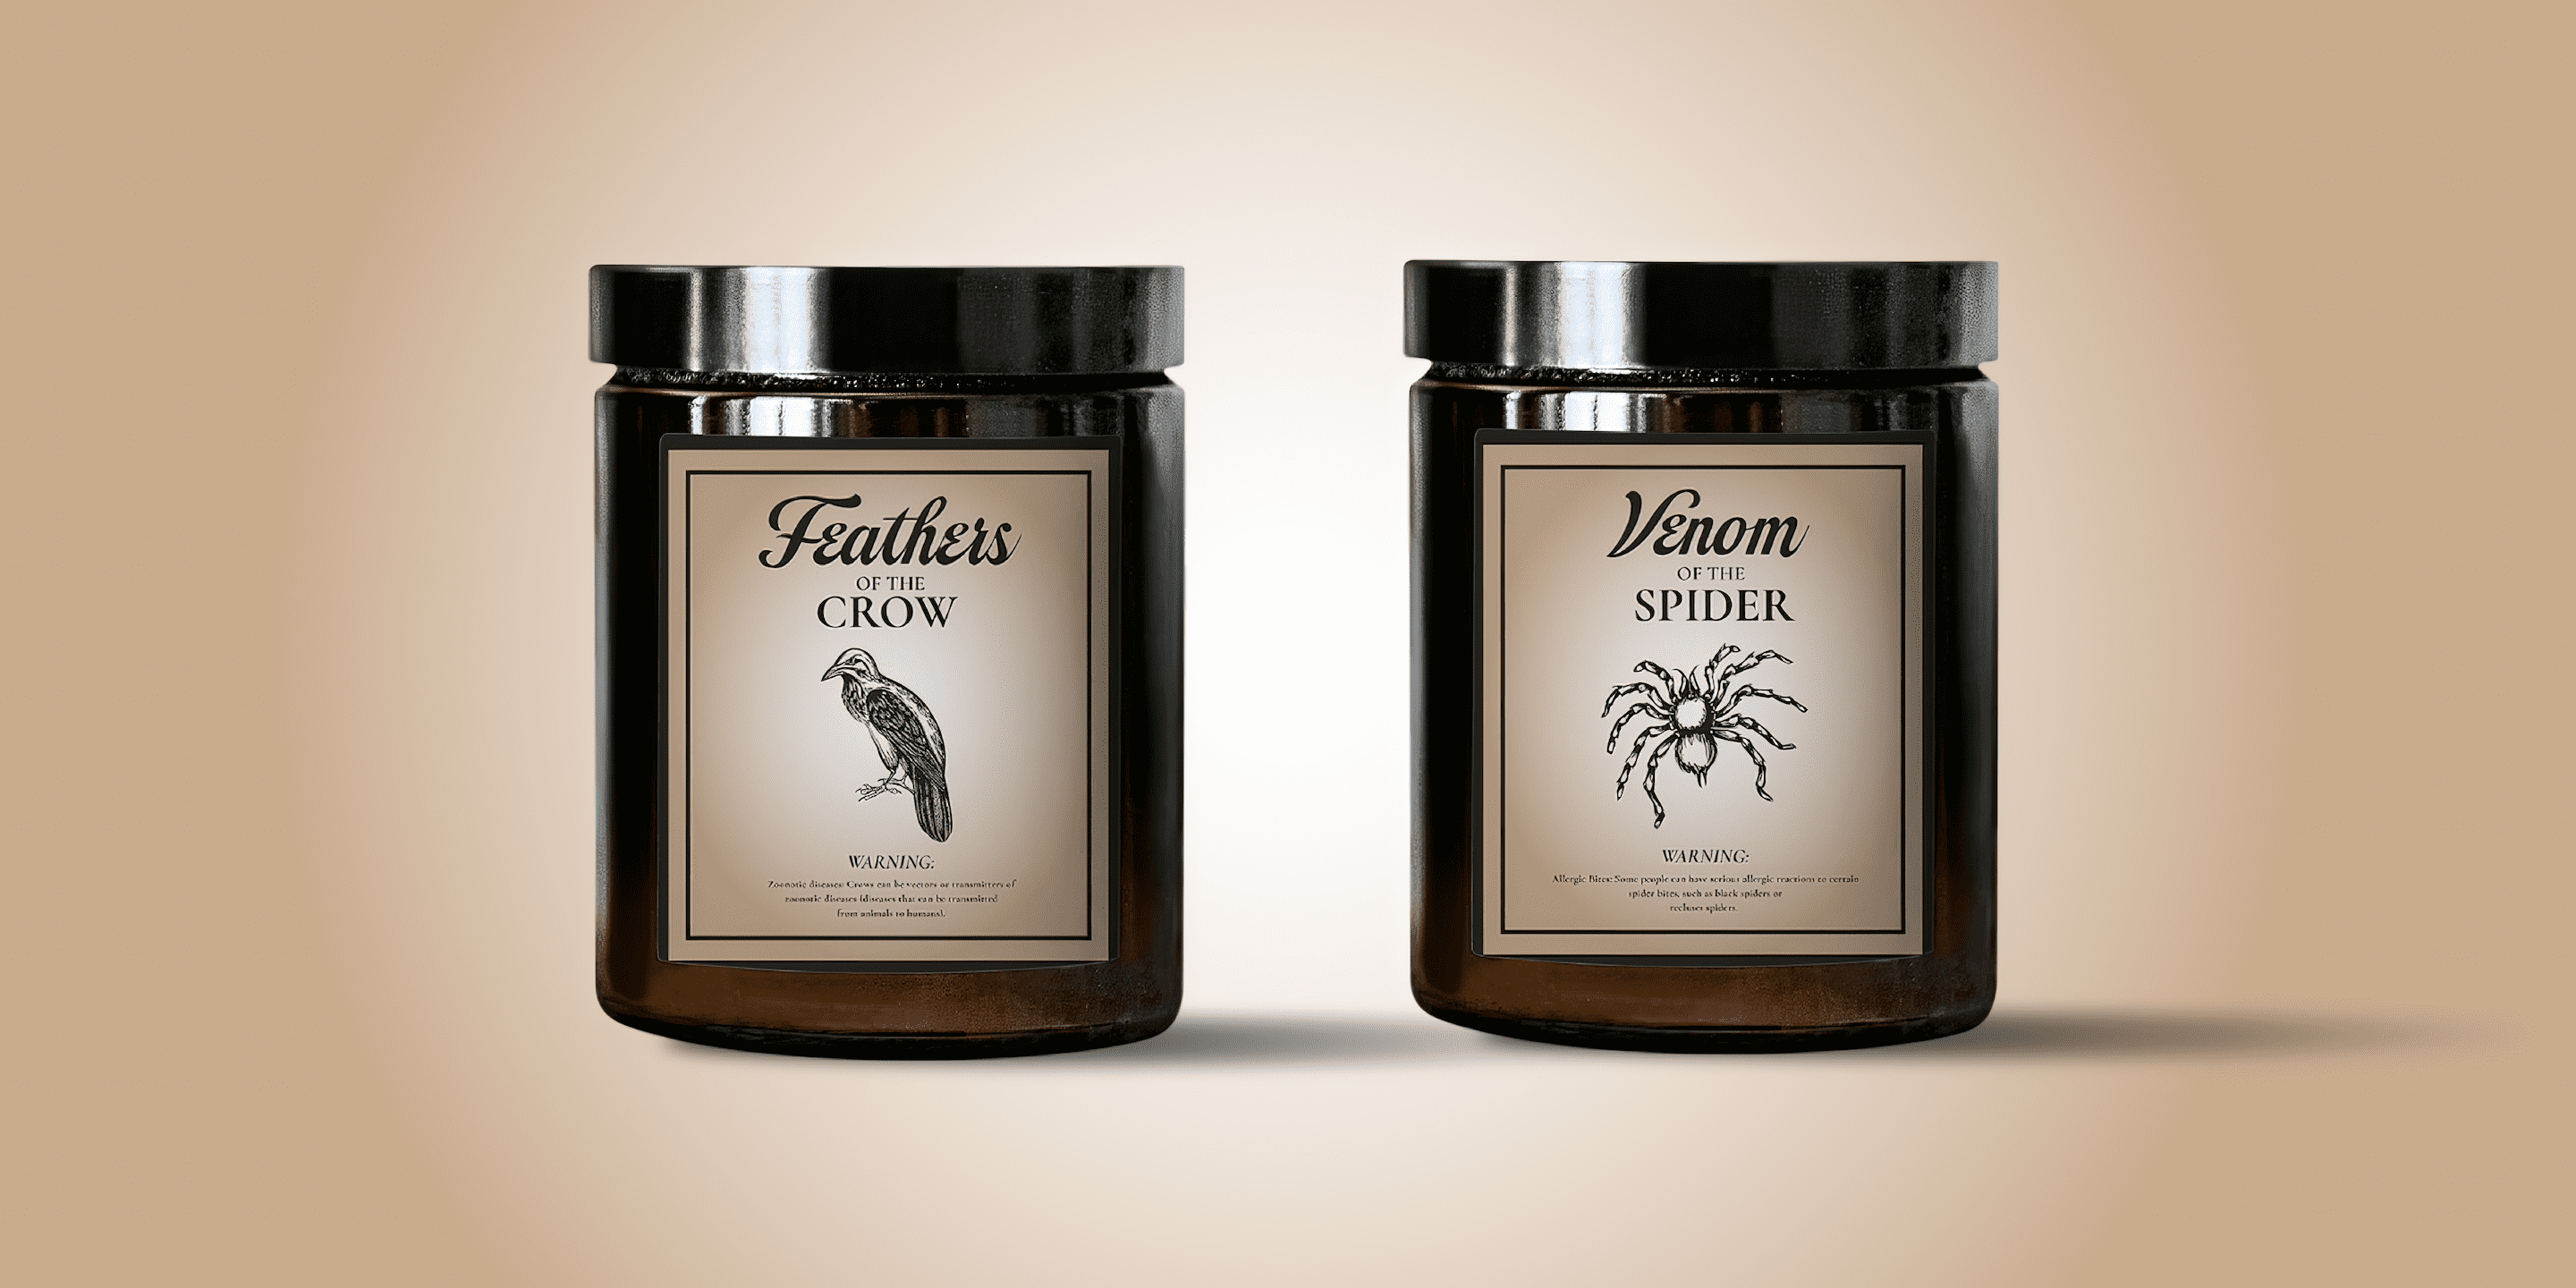 Feathers
OF THE
CROW
WARNING:
Zoonotic diseases: Crows can be vectors or transmitters of
zoonotic diseases (diseases that can be transmitted
from animals to humans).
Venom
OF THE
SPIDER
WARNING:
Allergic Bites: Some people can have serious allergic reactions to certain
spider bites, such as black spiders or
recluses spiders.